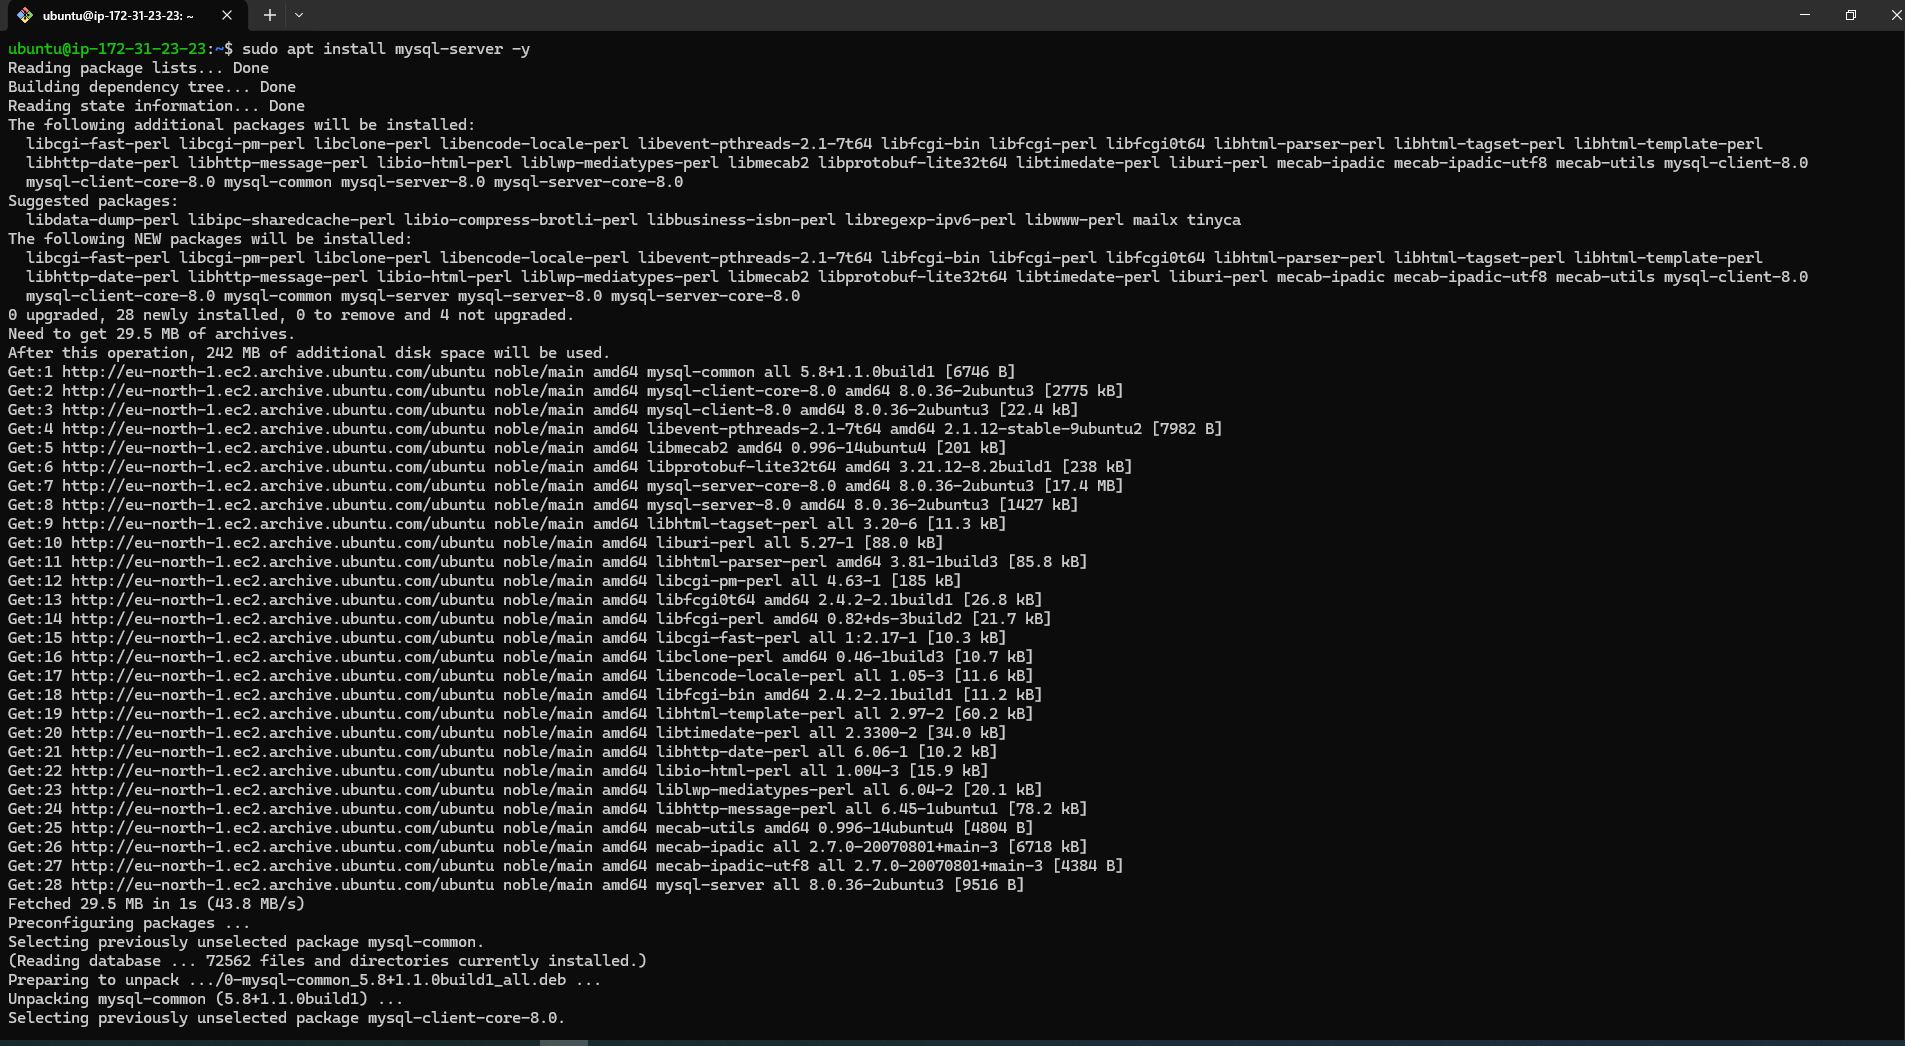 ubuntu@ip-172-31-23-23: ~
ubuntu@ip-172-31-23-23:~$ sudo apt install mysql-server -y
Reading package lists... Done
Building dependency tree... Done
Reading state information... Done
The following additional packages will be installed:
  libcgi-fast-perl libcgi-pm-perl libclone-perl libencode-locale-perl libevent-pthreads-2.1-7t64 libfcgi-bin libfcgi-perl libfcgi0t64 libhtml-parser-perl libhtml-tagset-perl libhtml-template-perl
  libhttp-date-perl libhttp-message-perl libio-html-perl liblwp-mediatypes-perl libmecab2 libprotobuf-lite32t64 libtimedate-perl liburi-perl mecab-ipadic mecab-ipadic-utf8 mecab-utils mysql-client-8.0
  mysql-client-core-8.0 mysql-common mysql-server-8.0 mysql-server-core-8.0
Suggested packages:
  libdata-dump-perl libipc-sharedcache-perl libio-compress-brotli-perl libbusiness-isbn-perl libregexp-ipv6-perl libwww-perl mailx tinyca
The following NEW packages will be installed:
  libcgi-fast-perl libcgi-pm-perl libclone-perl libencode-locale-perl libevent-pthreads-2.1-7t64 libfcgi-bin libfcgi-perl libfcgi0t64 libhtml-parser-perl libhtml-tagset-perl libhtml-template-perl
  libhttp-date-perl libhttp-message-perl libio-html-perl liblwp-mediatypes-perl libmecab2 libprotobuf-lite32t64 libtimedate-perl liburi-perl mecab-ipadic mecab-ipadic-utf8 mecab-utils mysql-client-8.0
  mysql-client-core-8.0 mysql-common mysql-server mysql-server-8.0 mysql-server-core-8.0
0 upgraded, 28 newly installed, 0 to remove and 4 not upgraded.
Need to get 29.5 MB of archives.
After this operation, 242 MB of additional disk space will be used.
Get:1 http://eu-north-1.ec2.archive.ubuntu.com/ubuntu noble/main amd64 mysql-common all 5.8+1.1.0build1 [6746 B]
Get:2 http://eu-north-1.ec2.archive.ubuntu.com/ubuntu noble/main amd64 mysql-client-core-8.0 amd64 8.0.36-2ubuntu3 [2775 kB]
Get:3 http://eu-north-1.ec2.archive.ubuntu.com/ubuntu noble/main amd64 mysql-client-8.0 amd64 8.0.36-2ubuntu3 [22.4 kB]
Get:4 http://eu-north-1.ec2.archive.ubuntu.com/ubuntu noble/main amd64 libevent-pthreads-2.1-7t64 amd64 2.1.12-stable-9ubuntu2 [7982 B]
Get:5 http://eu-north-1.ec2.archive.ubuntu.com/ubuntu noble/main amd64 libmecab2 amd64 0.996-14ubuntu4 [201 kB]
Get:6 http://eu-north-1.ec2.archive.ubuntu.com/ubuntu noble/main amd64 libprotobuf-lite32t64 amd64 3.21.12-8.2build1 [238 kB]
Get:7 http://eu-north-1.ec2.archive.ubuntu.com/ubuntu noble/main amd64 mysql-server-core-8.0 amd64 8.0.36-2ubuntu3 [17.4 MB]
Get:8 http://eu-north-1.ec2.archive.ubuntu.com/ubuntu noble/main amd64 mysql-server-8.0 amd64 8.0.36-2ubuntu3 [1427 kB]
Get:9 http://eu-north-1.ec2.archive.ubuntu.com/ubuntu noble/main amd64 libhtml-tagset-perl all 3.20-6 [11.3 kB]
Get:10 http://eu-north-1.ec2.archive.ubuntu.com/ubuntu noble/main amd64 liburi-perl all 5.27-1 [88.0 kB]
Get:11 http://eu-north-1.ec2.archive.ubuntu.com/ubuntu noble/main amd64 libhtml-parser-perl amd64 3.81-1build3 [85.8 kB]
Get:12 http://eu-north-1.ec2.archive.ubuntu.com/ubuntu noble/main amd64 libcgi-pm-perl all 4.63-1 [185 kB]
Get:13 http://eu-north-1.ec2.archive.ubuntu.com/ubuntu noble/main amd64 libfcgi0t64 amd64 2.4.2-2.1build1 [26.8 kB]
Get:14 http://eu-north-1.ec2.archive.ubuntu.com/ubuntu noble/main amd64 libfcgi-perl amd64 0.82+ds-3build2 [21.7 kB]
Get:15 http://eu-north-1.ec2.archive.ubuntu.com/ubuntu noble/main amd64 libcgi-fast-perl all 1:2.17-1 [10.3 kB]
Get:16 http://eu-north-1.ec2.archive.ubuntu.com/ubuntu noble/main amd64 libclone-perl amd64 0.46-1build3 [10.7 kB]
Get:17 http://eu-north-1.ec2.archive.ubuntu.com/ubuntu noble/main amd64 libencode-locale-perl all 1.05-3 [11.6 kB]
Get:18 http://eu-north-1.ec2.archive.ubuntu.com/ubuntu noble/main amd64 libfcgi-bin amd64 2.4.2-2.1build1 [11.2 kB]
Get:19 http://eu-north-1.ec2.archive.ubuntu.com/ubuntu noble/main amd64 libhtml-template-perl all 2.97-2 [60.2 kB]
Get:20 http://eu-north-1.ec2.archive.ubuntu.com/ubuntu noble/main amd64 libtimedate-perl all 2.3300-2 [34.0 kB]
Get:21 http://eu-north-1.ec2.archive.ubuntu.com/ubuntu noble/main amd64 libhttp-date-perl all 6.06-1 [10.2 kB]
Get:22 http://eu-north-1.ec2.archive.ubuntu.com/ubuntu noble/main amd64 libio-html-perl all 1.004-3 [15.9 kB]
Get:23 http://eu-north-1.ec2.archive.ubuntu.com/ubuntu noble/main amd64 liblwp-mediatypes-perl all 6.04-2 [20.1 kB]
Get:24 http://eu-north-1.ec2.archive.ubuntu.com/ubuntu noble/main amd64 libhttp-message-perl all 6.45-1ubuntu1 [78.2 kB]
Get:25 http://eu-north-1.ec2.archive.ubuntu.com/ubuntu noble/main amd64 mecab-utils amd64 0.996-14ubuntu4 [4804 B]
Get:26 http://eu-north-1.ec2.archive.ubuntu.com/ubuntu noble/main amd64 mecab-ipadic all 2.7.0-20070801+main-3 [6718 kB]
Get:27 http://eu-north-1.ec2.archive.ubuntu.com/ubuntu noble/main amd64 mecab-ipadic-utf8 all 2.7.0-20070801+main-3 [4384 B]
Get:28 http://eu-north-1.ec2.archive.ubuntu.com/ubuntu noble/main amd64 mysql-server all 8.0.36-2ubuntu3 [9516 B]
Fetched 29.5 MB in 1s (43.8 MB/s)
Preconfiguring packages ...
Selecting previously unselected package mysql-common.
(Reading database ... 72562 files and directories currently installed.)
Preparing to unpack .../0-mysql-common_5.8+1.1.0build1_all.deb ...
Unpacking mysql-common (5.8+1.1.0build1) ...
Selecting previously unselected package mysql-client-core-8.0.